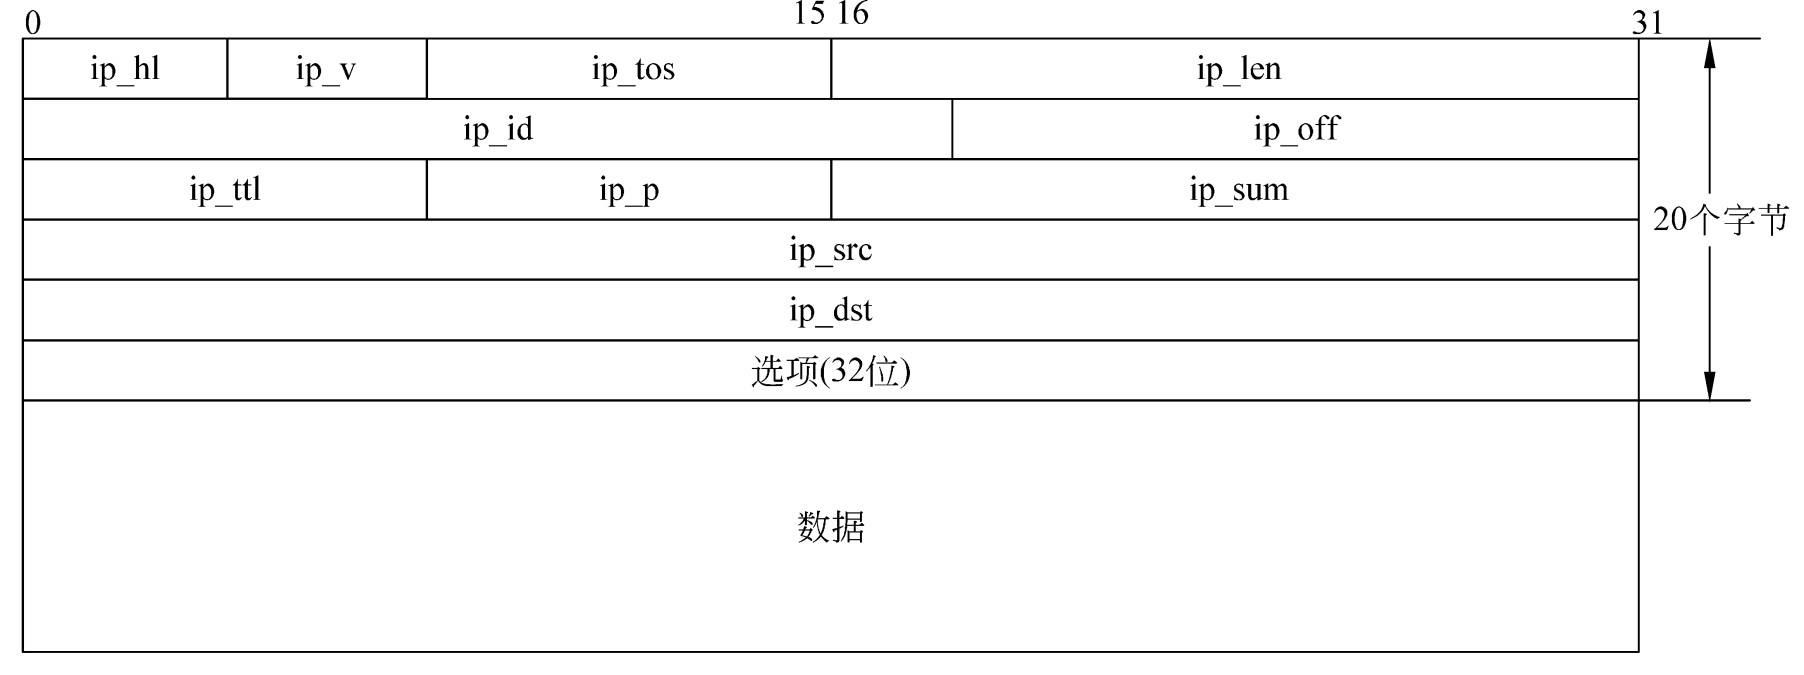 0 15 16 31
ip_hl ip_v ip_tos ip_len
ip_id ip_off
ip_ttl ip_p ip_sum
20个字节
ip_src
ip_dst
选项(32位)
数据